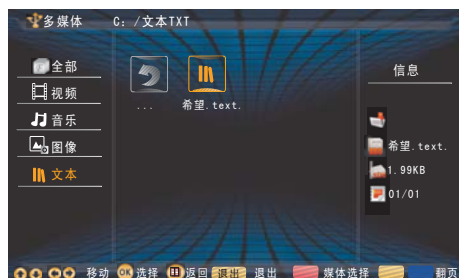 多媒体 C: /文本TXT
全部
视频
音乐
图像
文本
... 希望.text.
信息
希望.text.
1.99KB
01/01
移动 OK 选择 返回 退出 退出 媒体选择 翻页